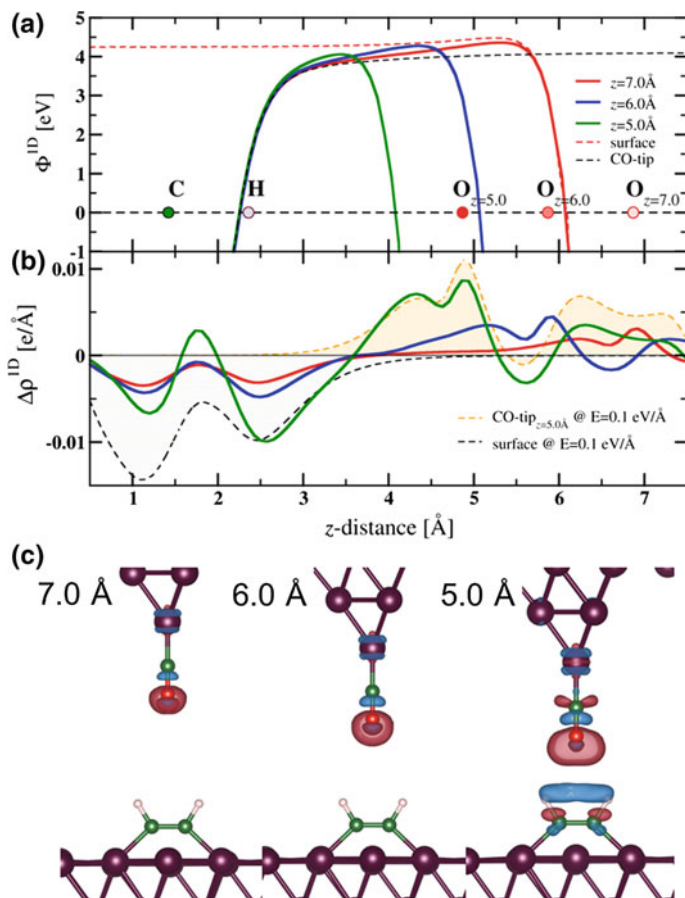 (a)
5
4
3
2
1
0
-1
Φ¹ᴰ [eV]
z=7.0Å
z=6.0Å
z=5.0Å
surface
CO-tip
C H O z=5.0 O z=6.0 O z=7.0
(b)
0.01
0
-0.01
Δρ¹ᴰ [e/Å]
CO-tip z=5.0Å @ E=0.1 eV/Å
surface @ E=0.1 eV/Å
1 2 3 4 5 6 7
z-distance [Å]
(c)
7.0 Å 6.0 Å 5.0 Å